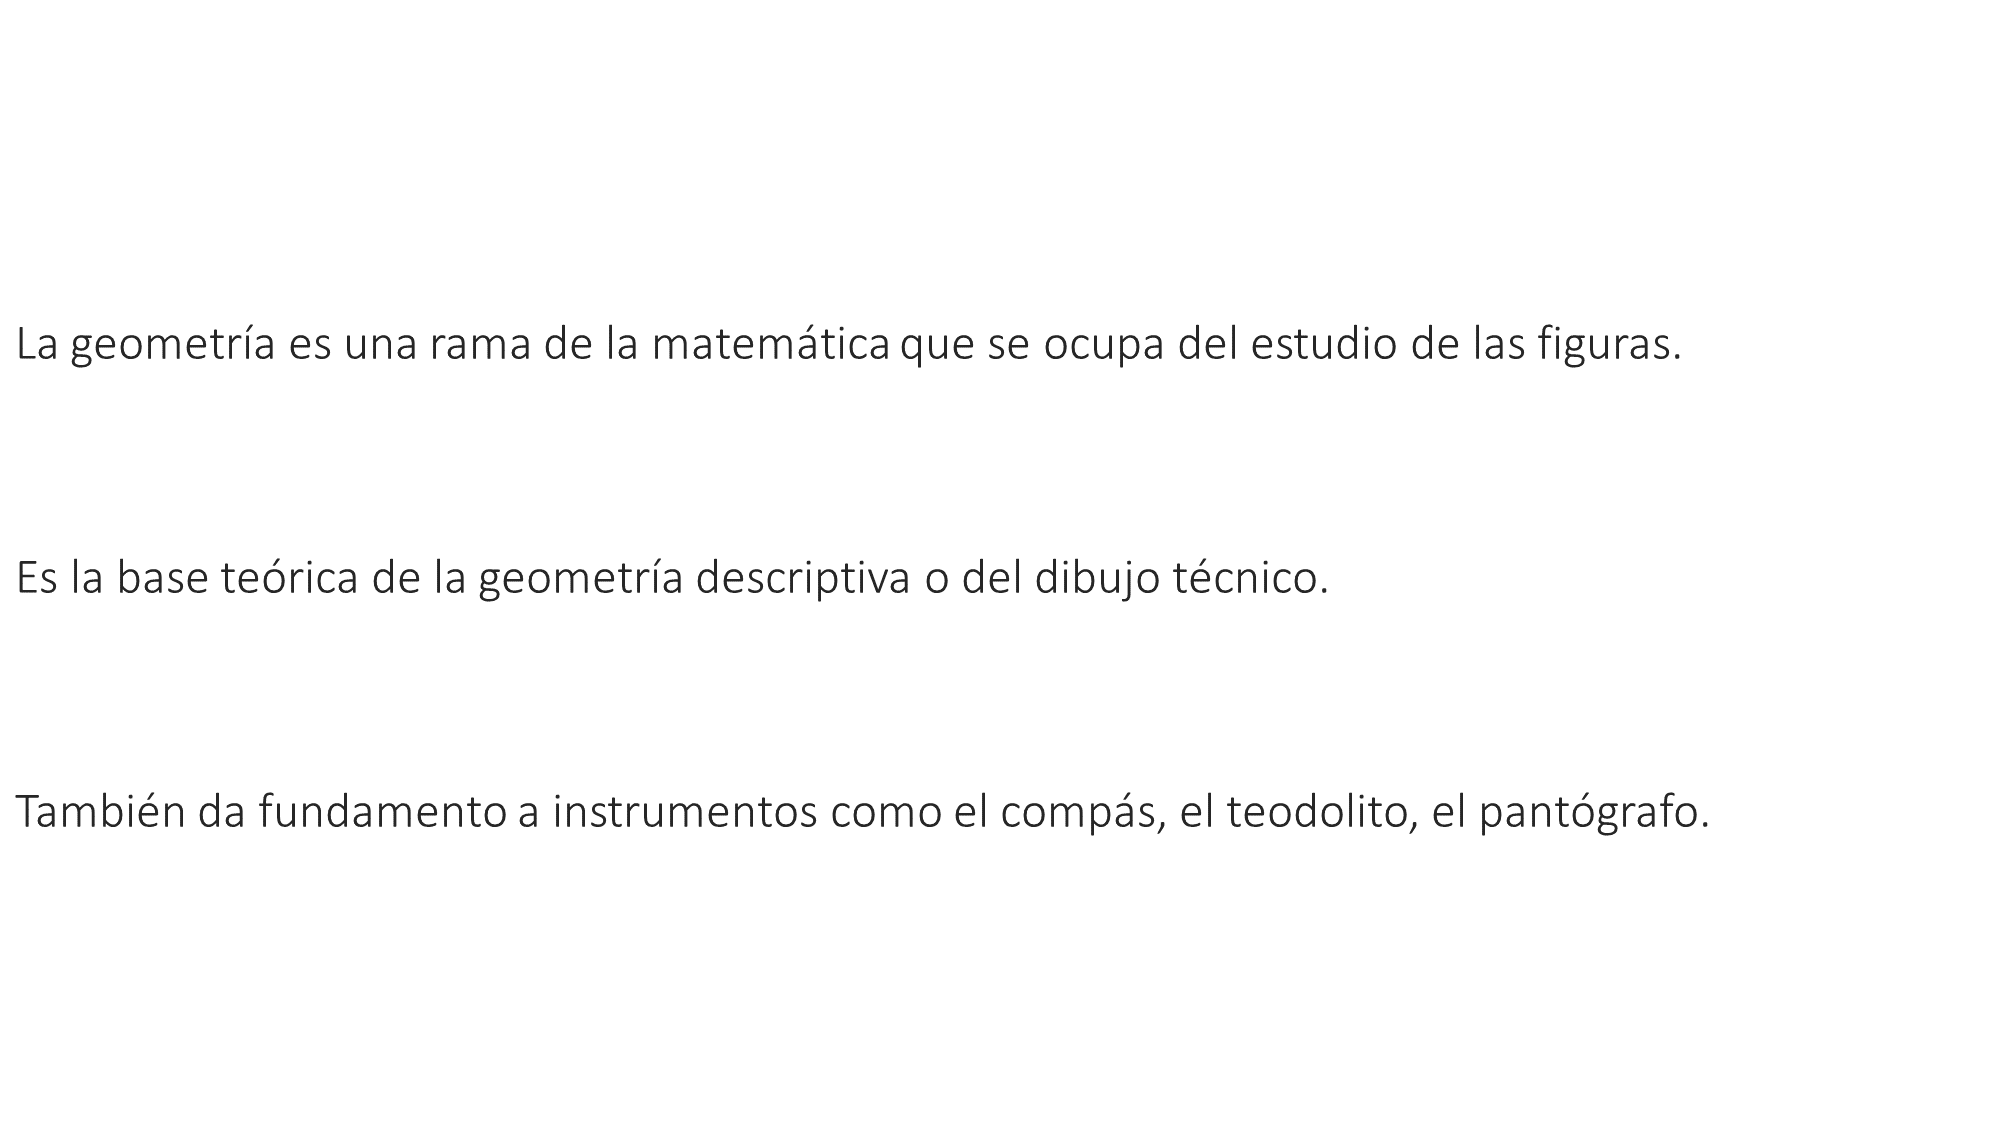 La geometría es una rama de la matemática que se ocupa del estudio de las figuras.
Es la base teórica de la geometría descriptiva o del dibujo técnico.
También da fundamento a instrumentos como el compás, el teodolito, el pantógrafo.